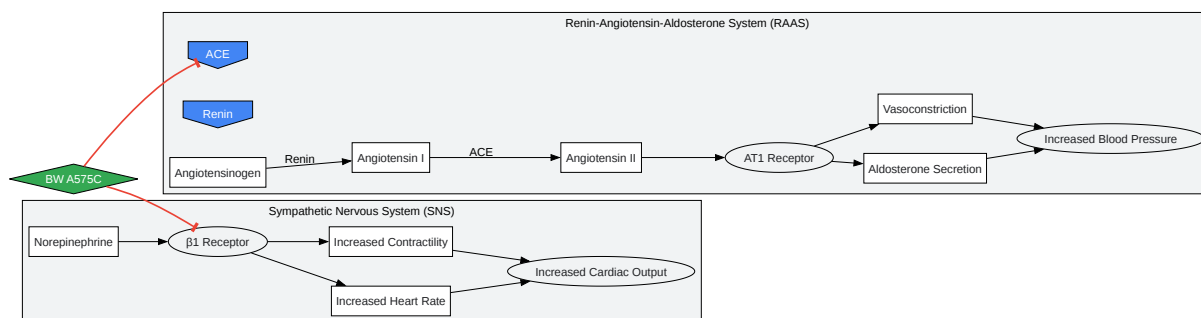 Renin-Angiotensin-Aldosterone System (RAAS)
ACE
Renin
Vasoconstriction
Increased Blood Pressure
Angiotensinogen
Renin
Angiotensin I
ACE
Angiotensin II
AT1 Receptor
Aldosterone Secretion
BW A575C
Sympathetic Nervous System (SNS)
Norepinephrine
β1 Receptor
Increased Contractility
Increased Cardiac Output
Increased Heart Rate